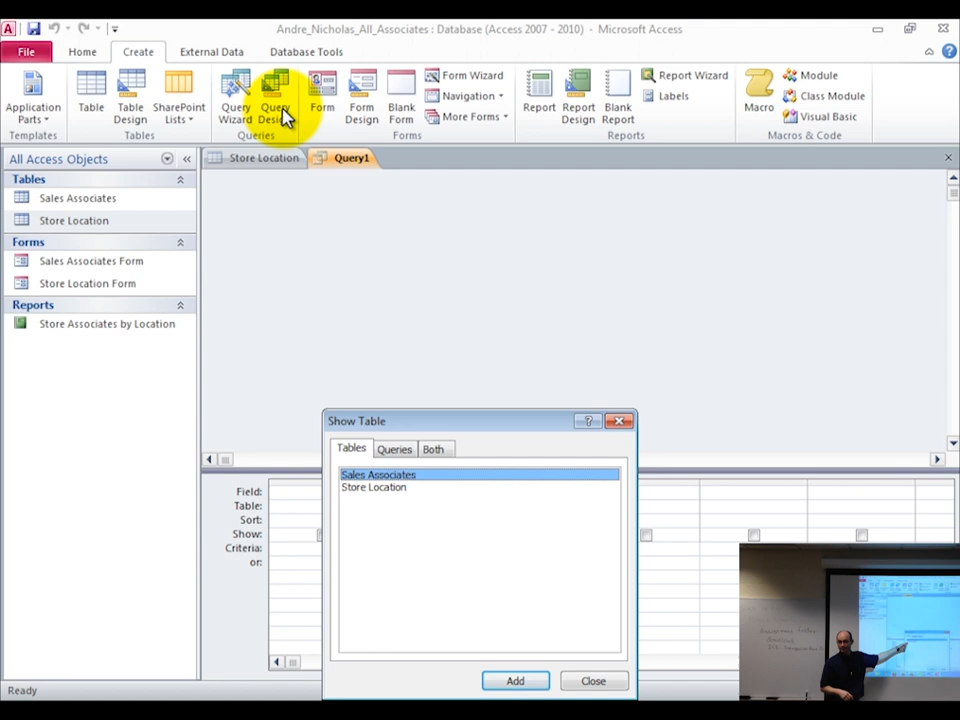 Andre_Nicholas_All_Associates : Database (Access 2007 - 2010) - Microsoft Access
File Home Create External Data Database Tools
Application Parts Table Table Design SharePoint Lists Query Wizard Query Design Form Form Design Blank Form Form Wizard Navigation More Forms Report Report Design Blank Report Report Wizard Labels Macro Module Class Module Visual Basic
Templates Tables Queries Forms Reports Macros & Code
All Access Objects
Store Location Query1
Tables
Sales Associates
Store Location
Forms
Sales Associates Form
Store Location Form
Reports
Store Associates by Location
Show Table
Tables Queries Both
Sales Associates
Store Location
Add Close
Field:
Table:
Sort:
Show:
Criteria:
or:
Ready